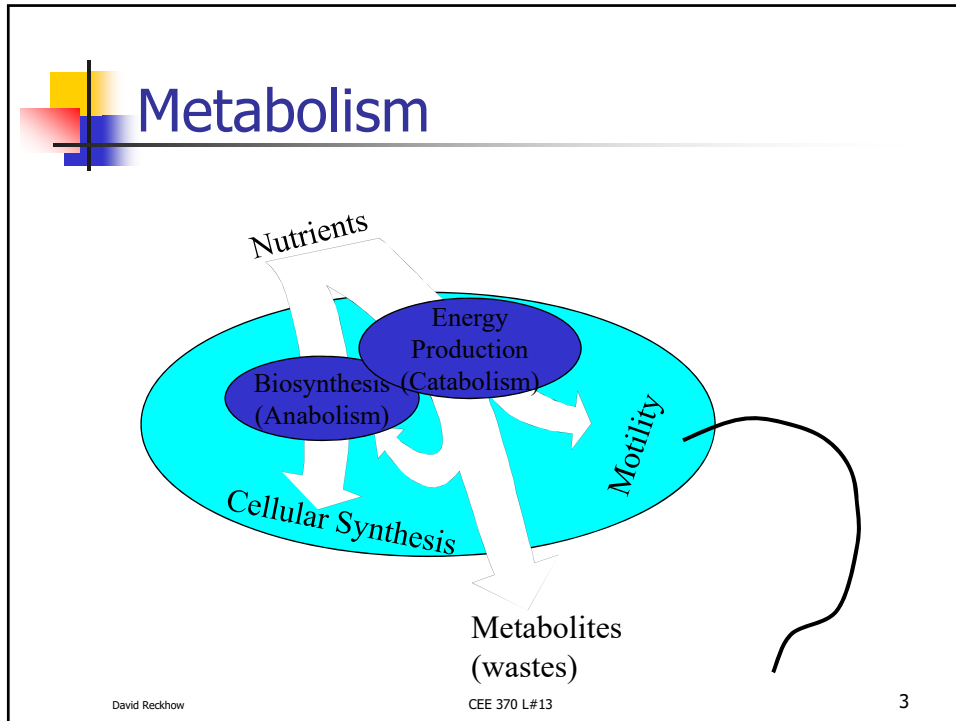 Metabolism
Nutrients
Energy
Production
(Catabolism)
Biosynthesis
(Anabolism)
Motility
Cellular Synthesis
Metabolites
(wastes)
David Reckhow
CEE 370 L#13
3